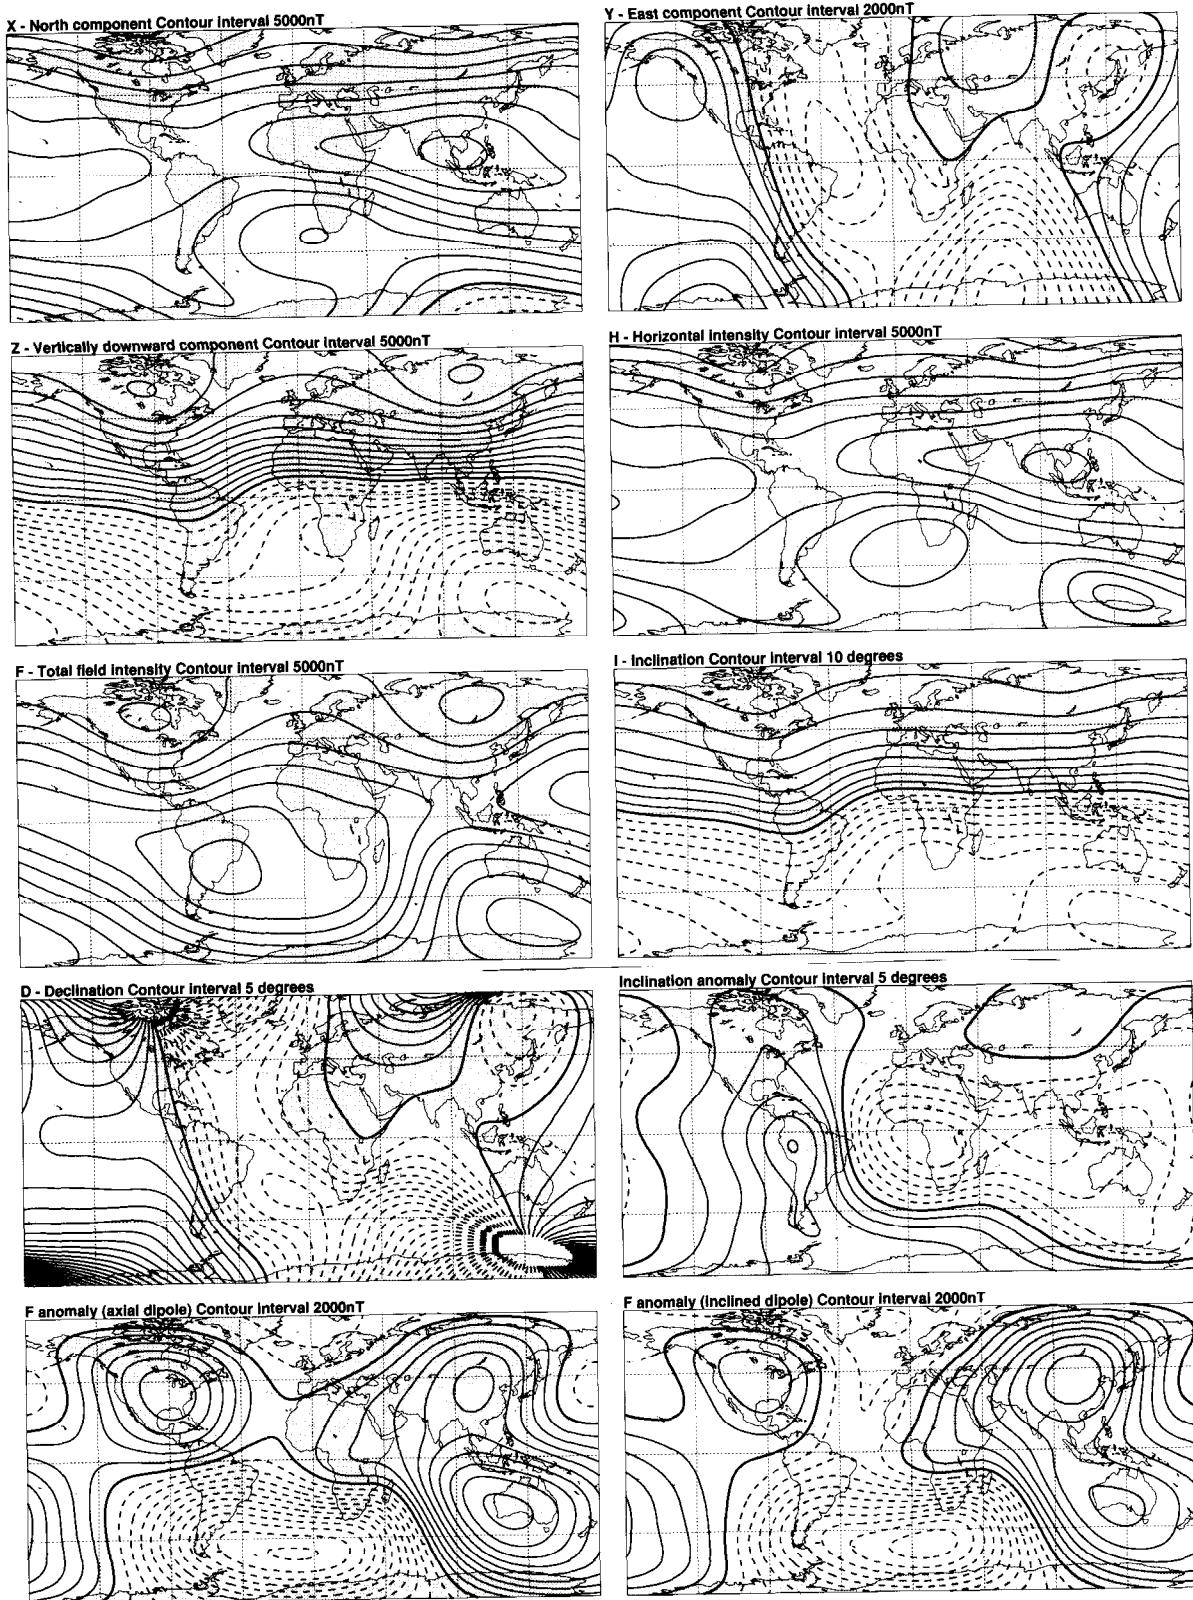 X - North component Contour interval 5000nT
Y - East component Contour interval 2000nT
Z - Vertically downward component Contour interval 5000nT
H - Horizontal intensity Contour interval 5000nT
F - Total field intensity Contour interval 5000nT
I - Inclination Contour interval 10 degrees
D - Declination Contour interval 5 degrees
Inclination anomaly Contour interval 5 degrees
F anomaly (axial dipole) Contour interval 2000nT
F anomaly (inclined dipole) Contour interval 2000nT